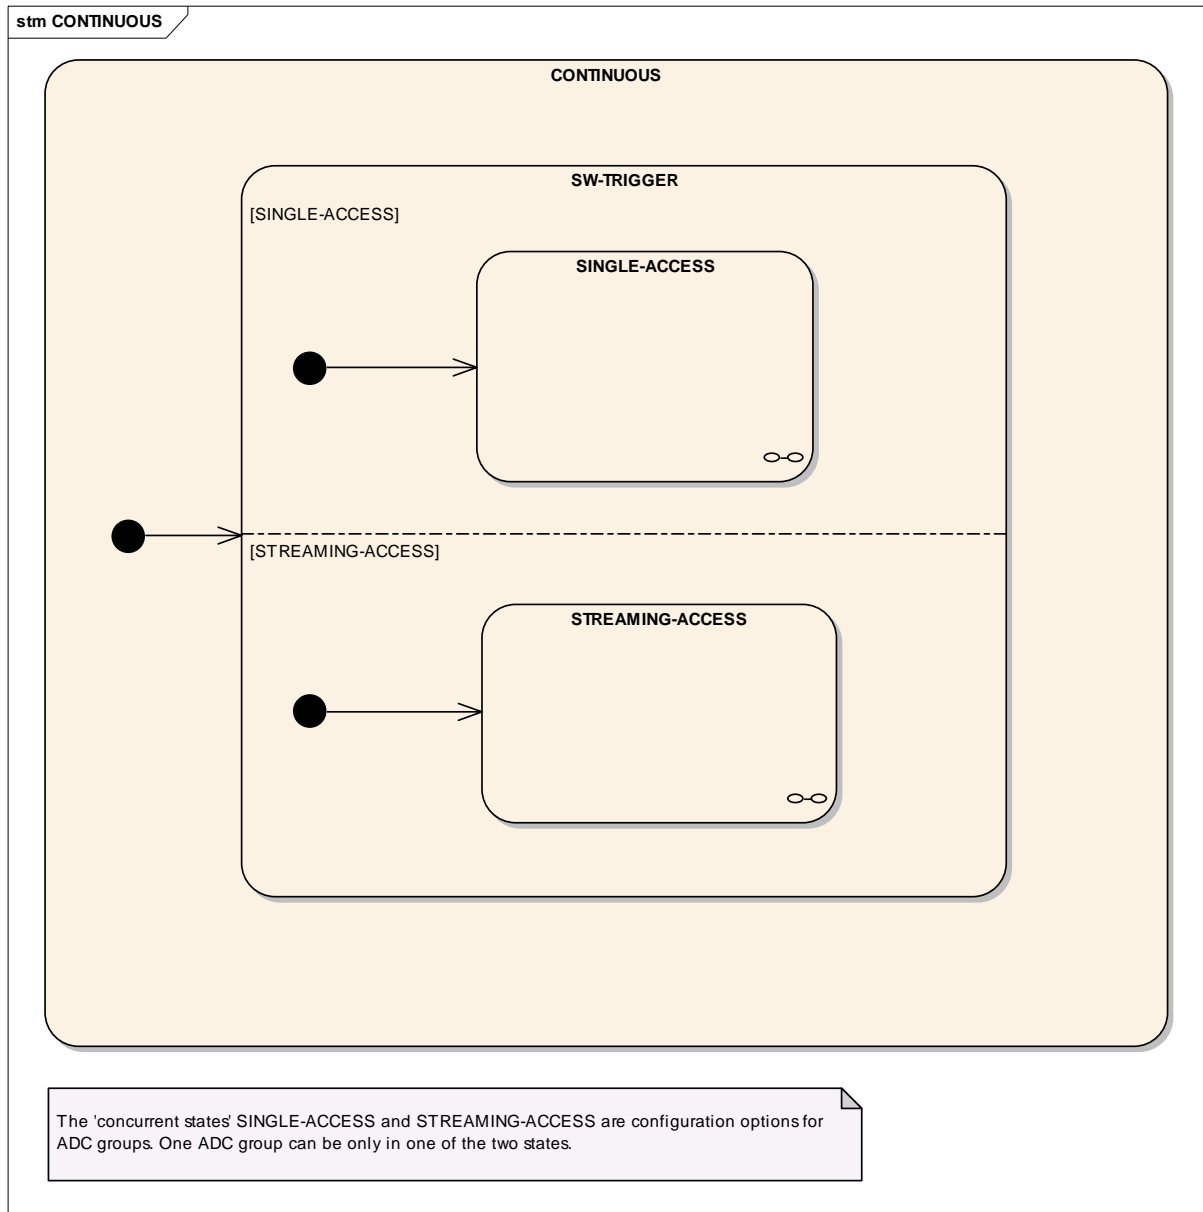 stm CONTINUOUS
CONTINUOUS
SW-TRIGGER
[SINGLE-ACCESS]
SINGLE-ACCESS
[STREAMING-ACCESS]
STREAMING-ACCESS
The 'concurrent states' SINGLE-ACCESS and STREAMING-ACCESS are configuration options for
ADC groups. One ADC group can be only in one of the two states.